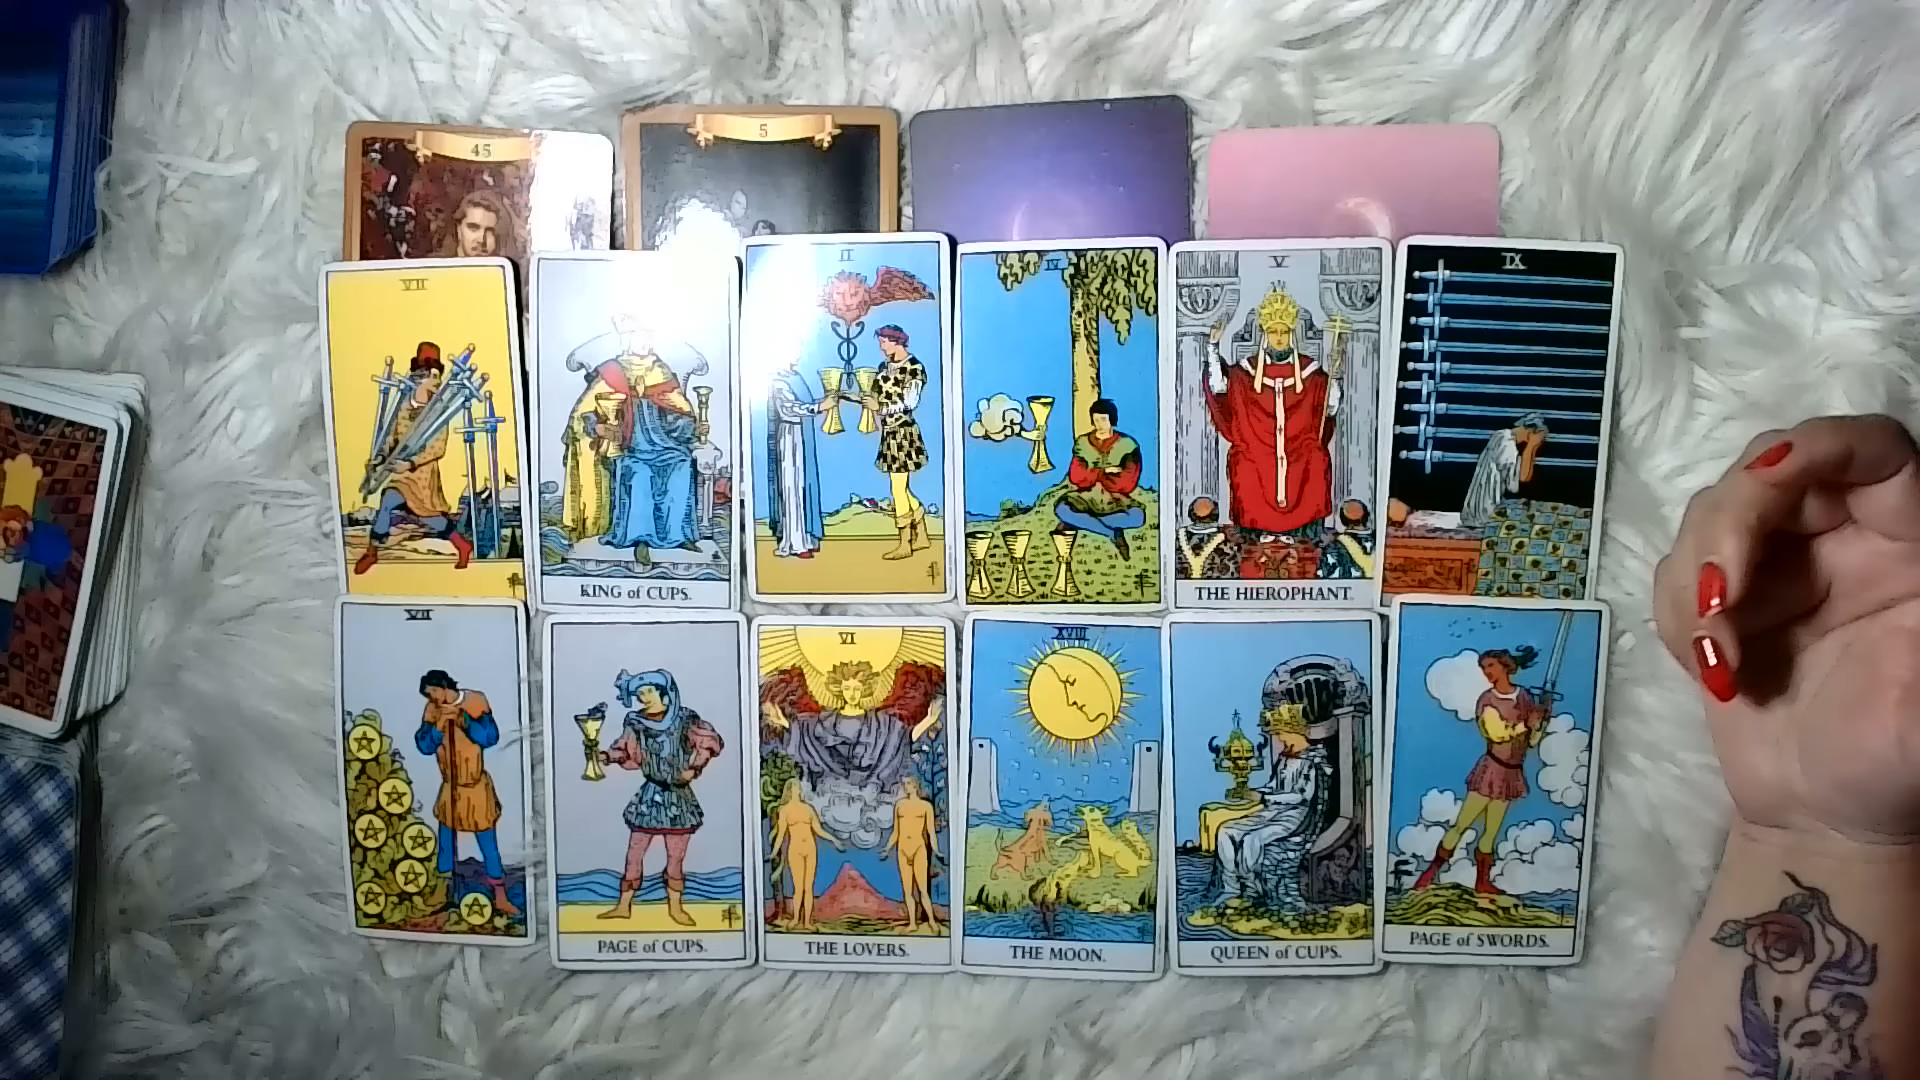 45
5
VII
KING of CUPS.
II
IV
V
THE HIEROPHANT.
IX
VII
PAGE of CUPS.
VI
THE LOVERS.
XVIII
THE MOON.
QUEEN of CUPS.
PAGE of SWORDS.